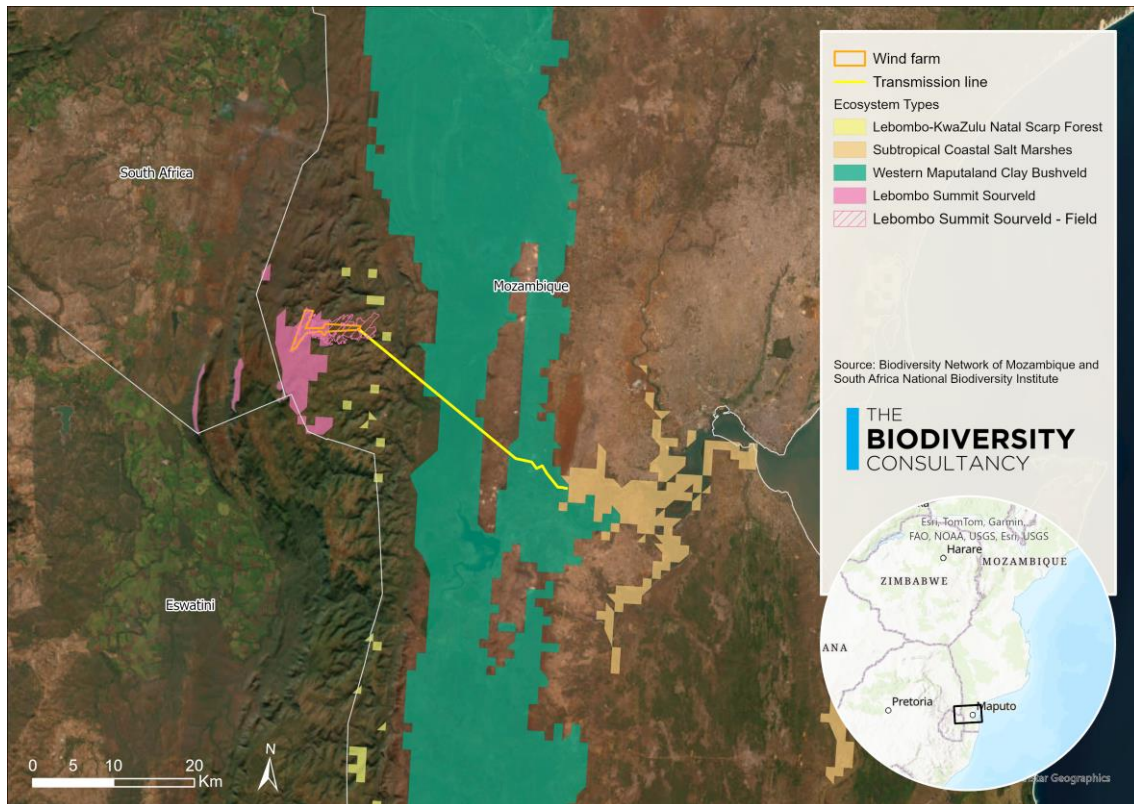 South Africa
Mozambique
Eswatini
Wind farm
Transmission line
Ecosystem Types
Lebombo-KwaZulu Natal Scarp Forest
Subtropical Coastal Salt Marshes
Western Maputaland Clay Bushveld
Lebombo Summit Sourveld
Lebombo Summit Sourveld - Field
Source: Biodiversity Network of Mozambique and
South Africa National Biodiversity Institute
THE
BIODIVERSITY
CONSULTANCY
Esri, TomTom, Garmin,
FAO, NOAA, USGS, Esri, USGS
Harare
MOZAMBIQUE
ZIMBABWE
ANA
Pretoria
Maputo
Geographics
N
0 5 10 20
Km